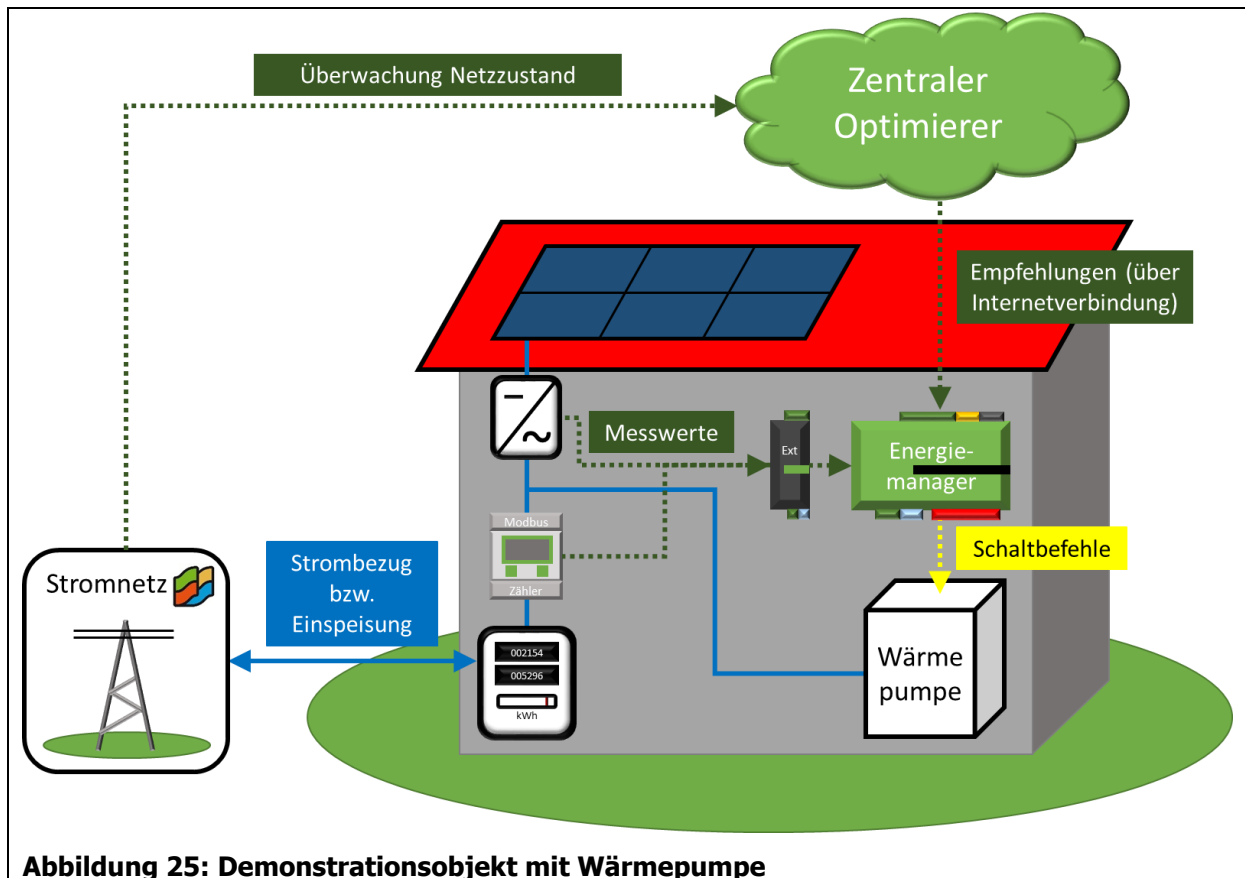 Überwachung Netzzustand
Zentraler
Optimierer
Empfehlungen (über
Internetverbindung)
Messwerte
Ext
Energie-
manager
Modbus
Zähler
Schaltbefehle
Stromnetz
Strombezug
bzw.
Einspeisung
002154
005296
kWh
Wärme
pumpe
Abbildung 25: Demonstrationsobjekt mit Wärmepumpe